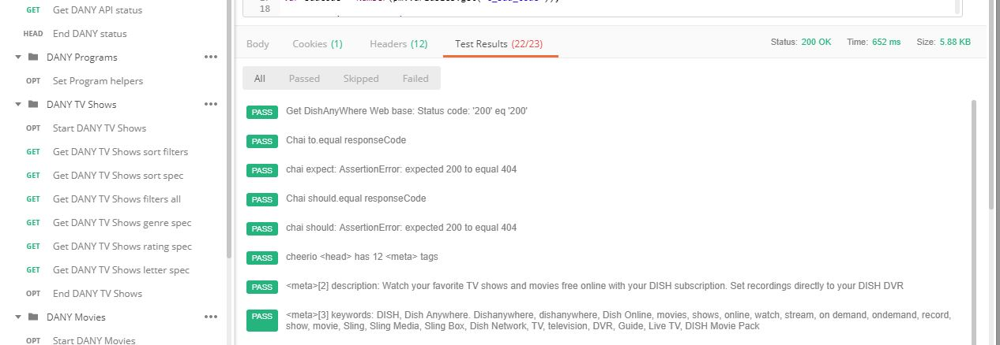 GET Get DANY API status
HEAD End DANY status
DANY Programs •••
OPT Set Program helpers
DANY TV Shows •••
OPT Start DANY TV Shows
GET Get DANY TV Shows sort filters
GET Get DANY TV Shows sort spec
GET Get DANY TV Shows filters all
GET Get DANY TV Shows genre spec
GET Get DANY TV Shows rating spec
GET Get DANY TV Shows letter spec
OPT End DANY TV Shows
DANY Movies •••
OPT Start DANY Movies
18
Body Cookies (1) Headers (12) Test Results (22/23) Status: 200 OK Time: 652 ms Size: 5.88 KB
All Passed Skipped Failed
PASS Get DishAnyWhere Web base: Status code: '200' eq '200'
PASS Chai to.equal responseCode
PASS chai expect: AssertionError: expected 200 to equal 404
PASS Chai should.equal responseCode
PASS chai should: AssertionError: expected 200 to equal 404
PASS cheerio <head> has 12 <meta> tags
PASS <meta>[2] description: Watch your favorite TV shows and movies free online with your DISH subscription. Set recordings directly to your DISH DVR
PASS <meta>[3] keywords: DISH, Dish Anywhere. Dishanywhere, dishanywhere, Dish Online, movies, shows, online, watch, stream, on demand, ondemand, record,
show, movie, Sling, Sling Media, Sling Box, Dish Network, TV, television, DVR, Guide, Live TV, DISH Movie Pack